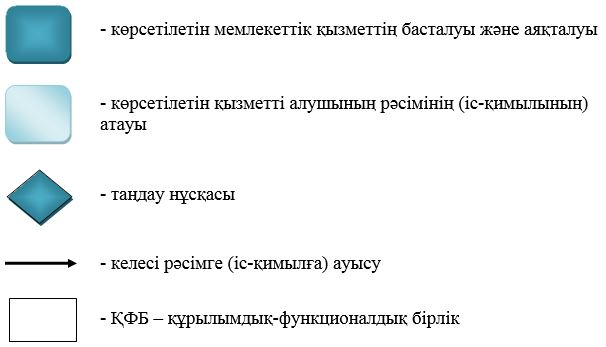 - көрсетілетін мемлекеттік қызметтің басталуы және аяқталуы
- көрсетілетін қызметті алушының рәсімінің (іс-қимылының)
атауы
- таңдау нұсқасы
- келесі рәсімге (іс-қимылға) ауысу
- ҚФБ – құрылымдық-функционалдық бірлік